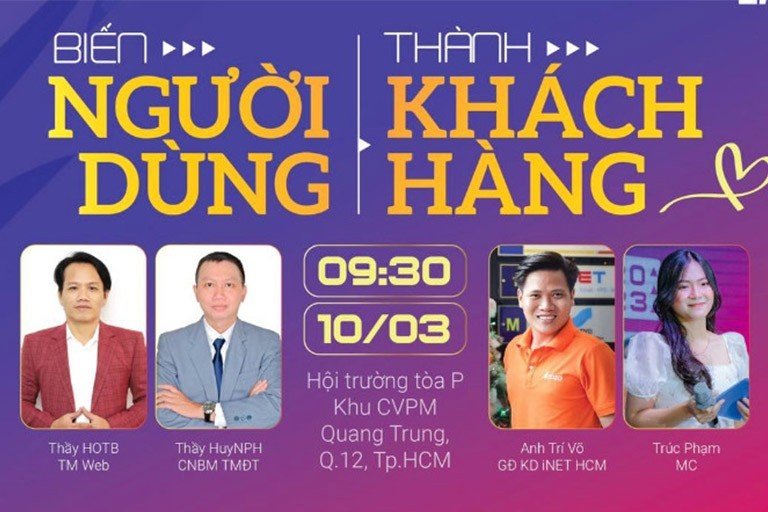 BIẾN
NGƯỜI
DÙNG
THÀNH
KHÁCH
HÀNG
09:30
10/03
Hội trường tòa P
Khu CVPM
Quang Trung,
Q.12, Tp.HCM
Thầy HOTB
TM Web
Thầy HuyNPH
CNBM TMĐT
Anh Trí Võ
GĐ KD iNET HCM
Trúc Phạm
MC